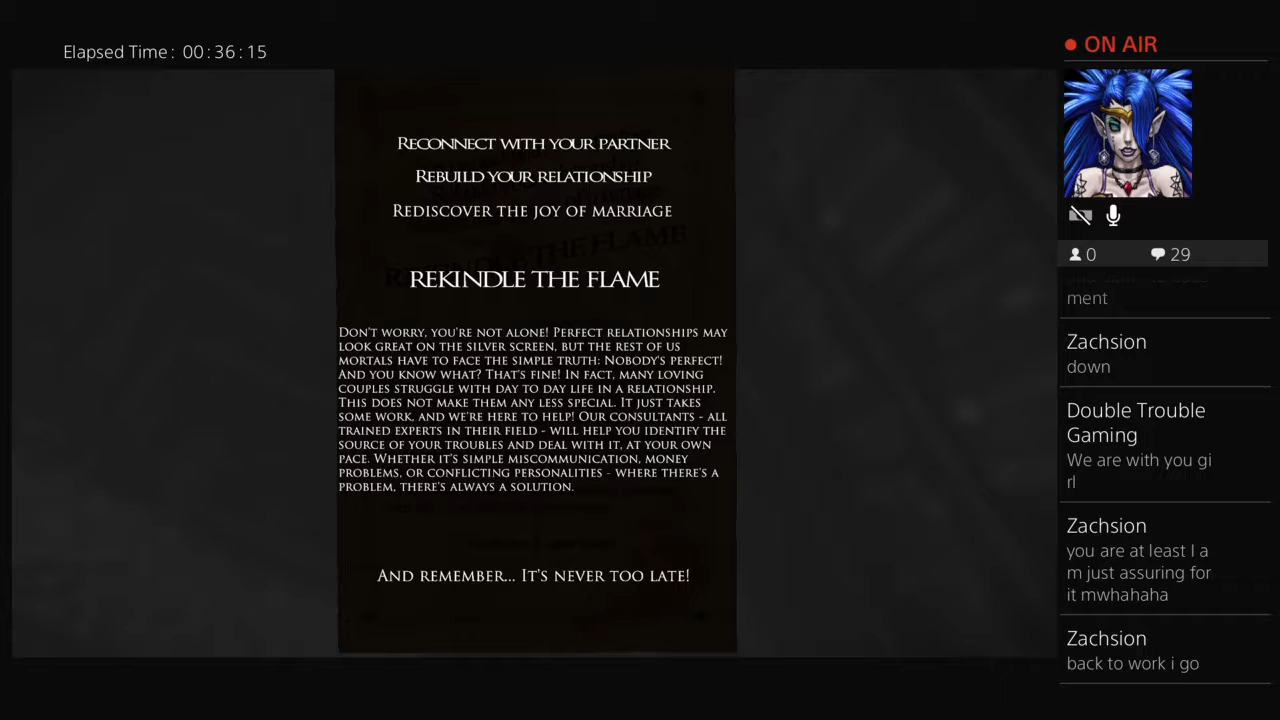 Elapsed Time: 00:36:15
ON AIR
RECONNECT WITH YOUR PARTNER
REBUILD YOUR RELATIONSHIP
REDISCOVER THE JOY OF MARRIAGE
REKINDLE THE FLAME
DON'T WORRY, YOU'RE NOT ALONE! PERFECT RELATIONSHIPS MAY
LOOK GREAT ON THE SILVER SCREEN, BUT THE REST OF US
MORTALS HAVE TO FACE THE SIMPLE TRUTH: NOBODY'S PERFECT!
AND YOU KNOW WHAT? THAT'S FINE! IN FACT, MANY LOVING
COUPLES STRUGGLE WITH DAY TO DAY LIFE IN A RELATIONSHIP.
THIS DOES NOT MAKE THEM ANY LESS SPECIAL. IT JUST TAKES
SOME WORK, AND WE'RE HERE TO HELP! OUR CONSULTANTS - ALL
TRAINED EXPERTS IN THEIR FIELD - WILL HELP YOU IDENTIFY THE
SOURCE OF YOUR TROUBLES AND DEAL WITH IT, AT YOUR OWN
PACE. WHETHER IT'S SIMPLE MISCOMMUNICATION, MONEY
PROBLEMS, OR CONFLICTING PERSONALITIES - WHERE THERE'S A
PROBLEM, THERE'S ALWAYS A SOLUTION.
AND REMEMBER... IT'S NEVER TOO LATE!
0 29
ment
Zachsion
down
Double Trouble
Gaming
We are with you gi
rl
Zachsion
you are at least I a
m just assuring for
it mwhahaha
Zachsion
back to work i go